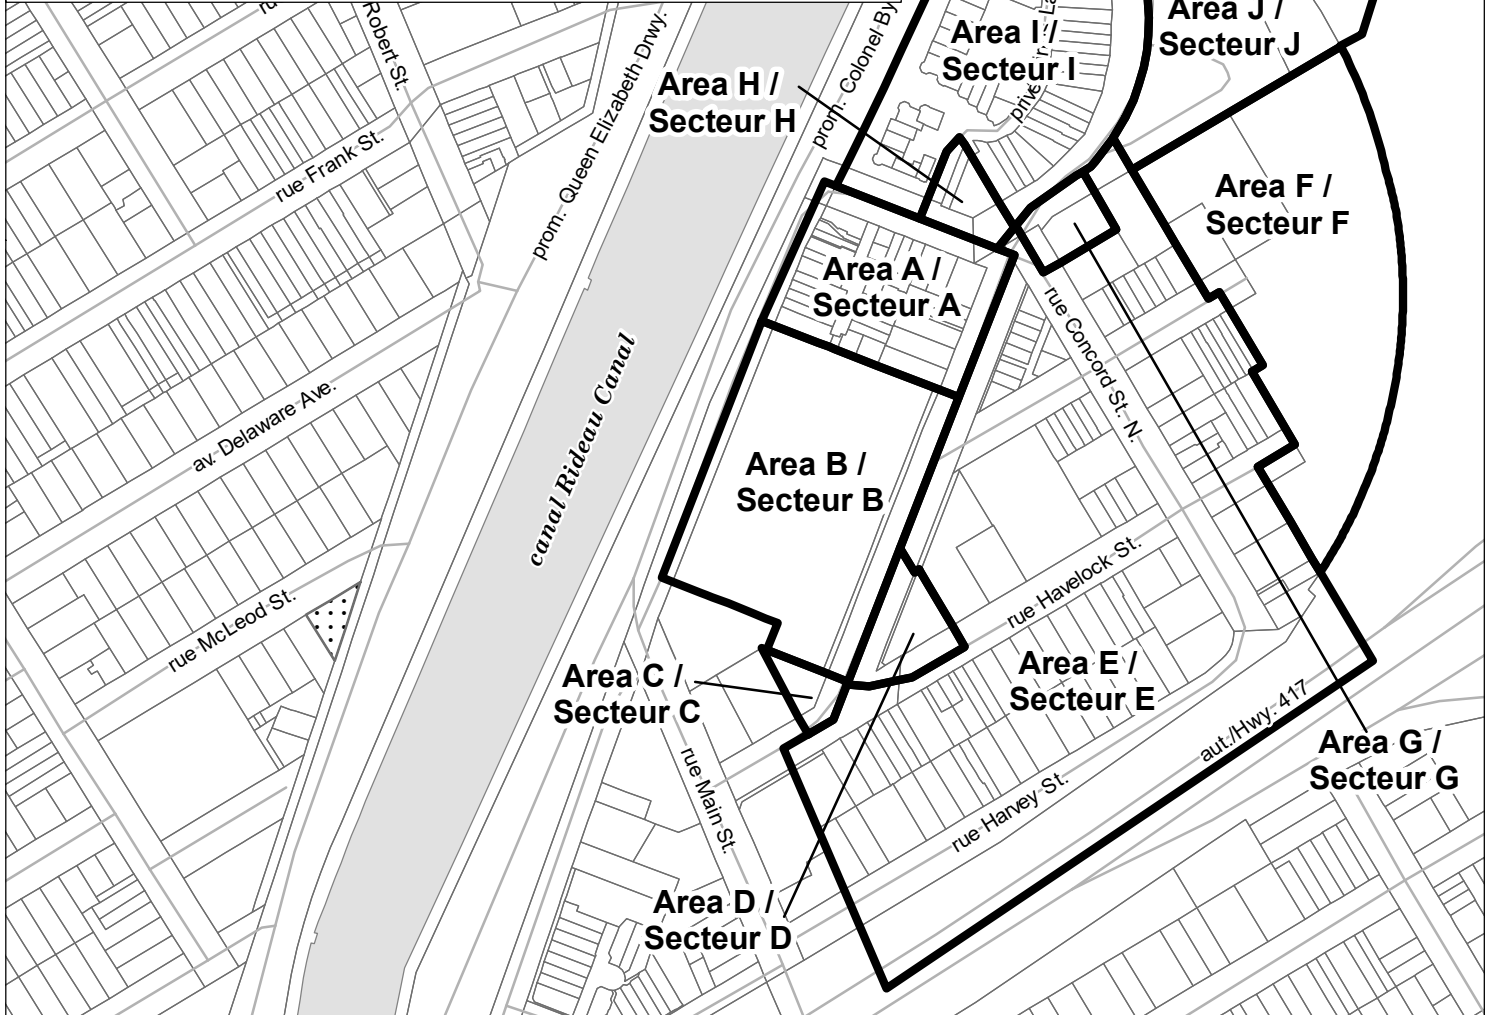 Robert St.
Area I /
Secteur I
Area J /
Secteur J
prom. Colonel By
Area H /
Secteur H
prom. Queen Elizabeth Drwy.
rue Frank St.
Area F /
Secteur F
Area A /
Secteur A
rue Concord St. N.
canal Rideau Canal
av. Delaware Ave.
Area B /
Secteur B
rue Havelock St.
rue McLeod St.
Area C /
Secteur C
Area E /
Secteur E
aut./Hwy. 417
Area G /
Secteur G
rue Main St.
rue Harvey St.
Area D /
Secteur D